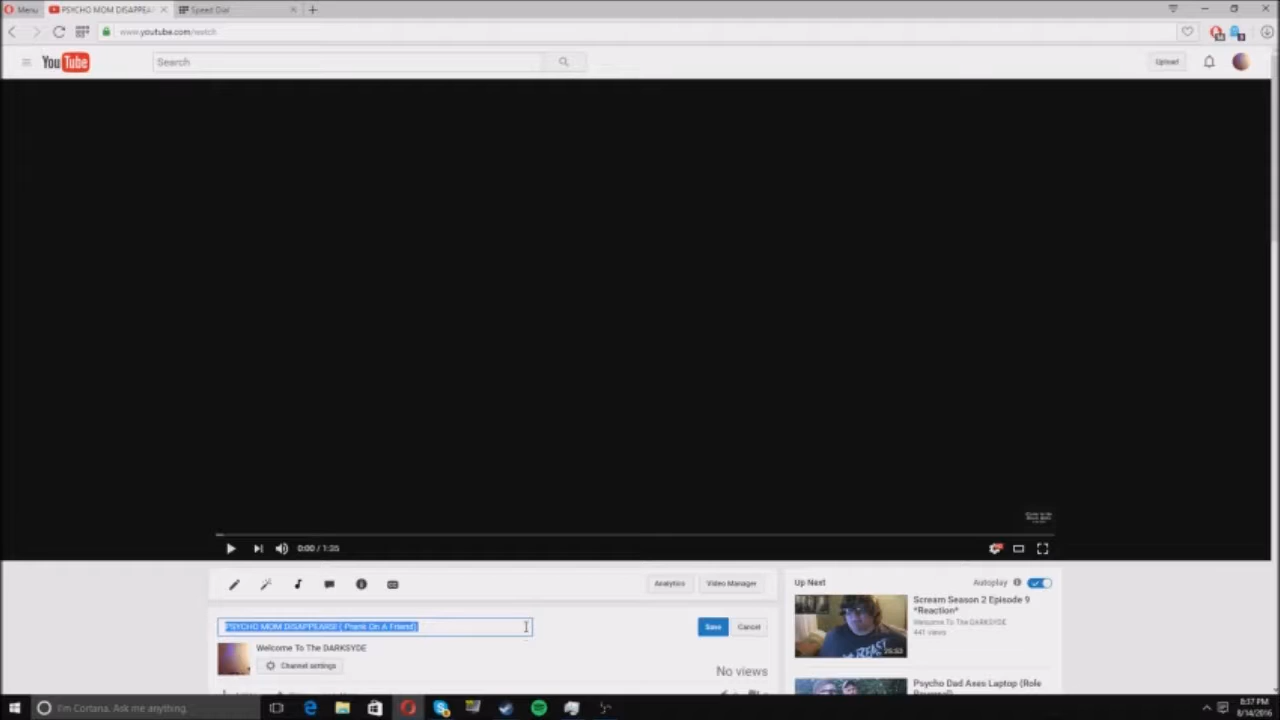 Menu
PSYCHO MOM DISAPPEA
Speed Dial
www.youtube.com/watch
YouTube
Search
Upload
0:00 / 1:35
Analytics
Video Manager
Up Next
Autoplay
PSYCHO MOM DISAPPEARS! ( Prank On A Friend)
Save
Cancel
Welcome To The DARKSYDE
Channel settings
No views
Scream Season 2 Episode 9
*Reaction*
Welcome To The DARKSYDE
441 views
Psycho Dad Axes Laptop (Role
I'm Cortana. Ask me anything.
8:37 PM
8/14/2016